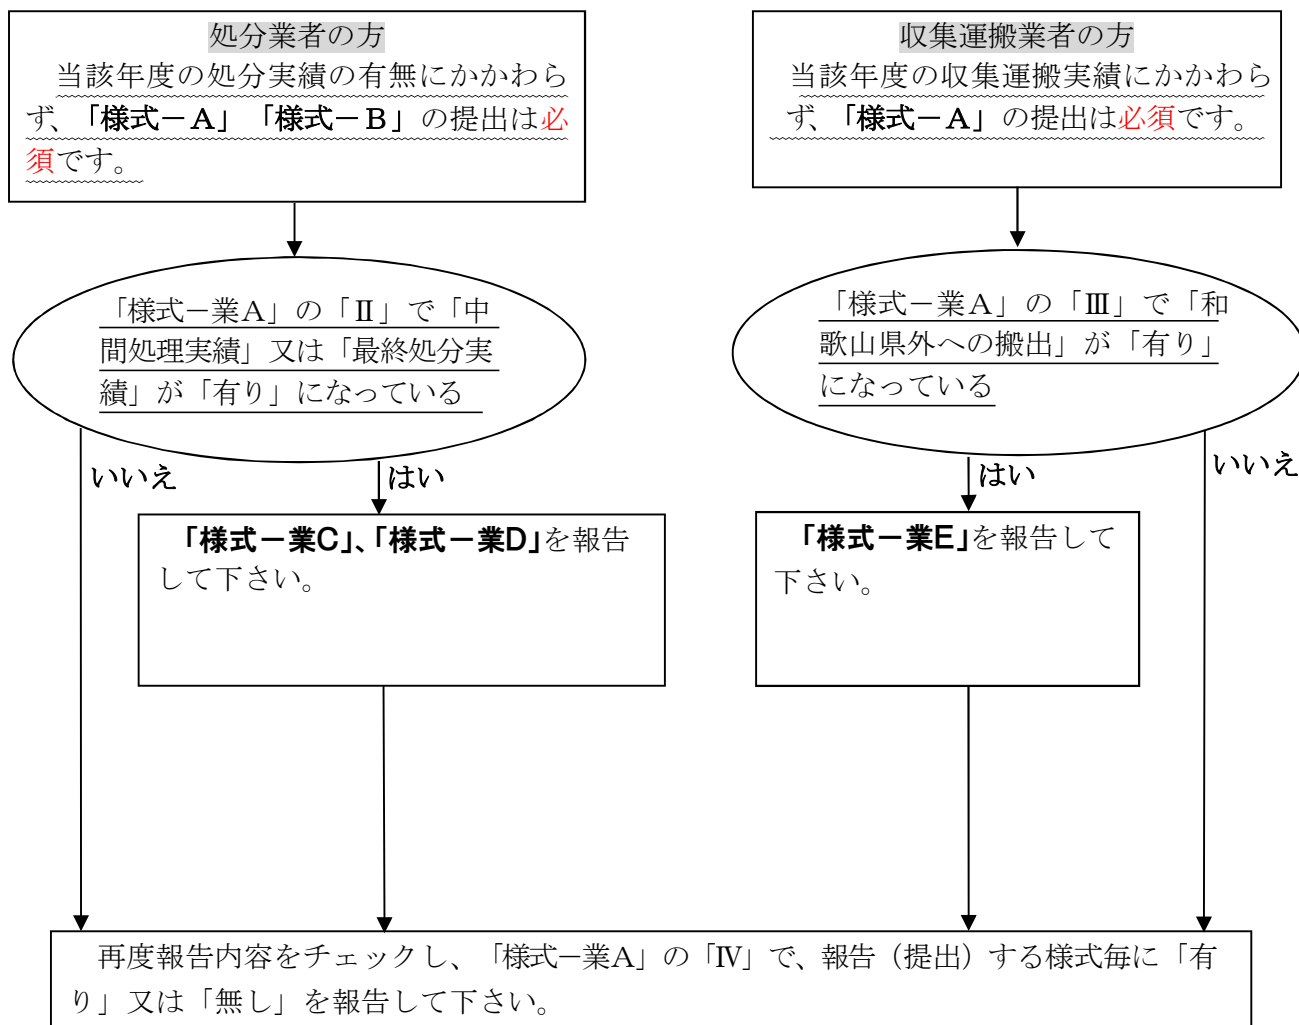 処分業者の方
当該年度の処分実績の有無にかかわら
ず、「様式－A」「様式－B」の提出は必
須です。
収集運搬業者の方
当該年度の収集運搬実績にかかわら
ず、「様式－A」の提出は必須です。
「様式－業A」の「Ⅱ」で「中
間処理実績」又は「最終処分実
績」が「有り」になっている
「様式－業A」の「Ⅲ」で「和
歌山県外への搬出」が「有り」
になっている
いいえ
はい
はい
いいえ
「様式－業C」、「様式－業D」を報告
して下さい。
「様式－業E」を報告して
下さい。
再度報告内容をチェックし、「様式－業A」の「Ⅳ」で、報告（提出）する様式毎に「有
り」又は「無し」を報告して下さい。